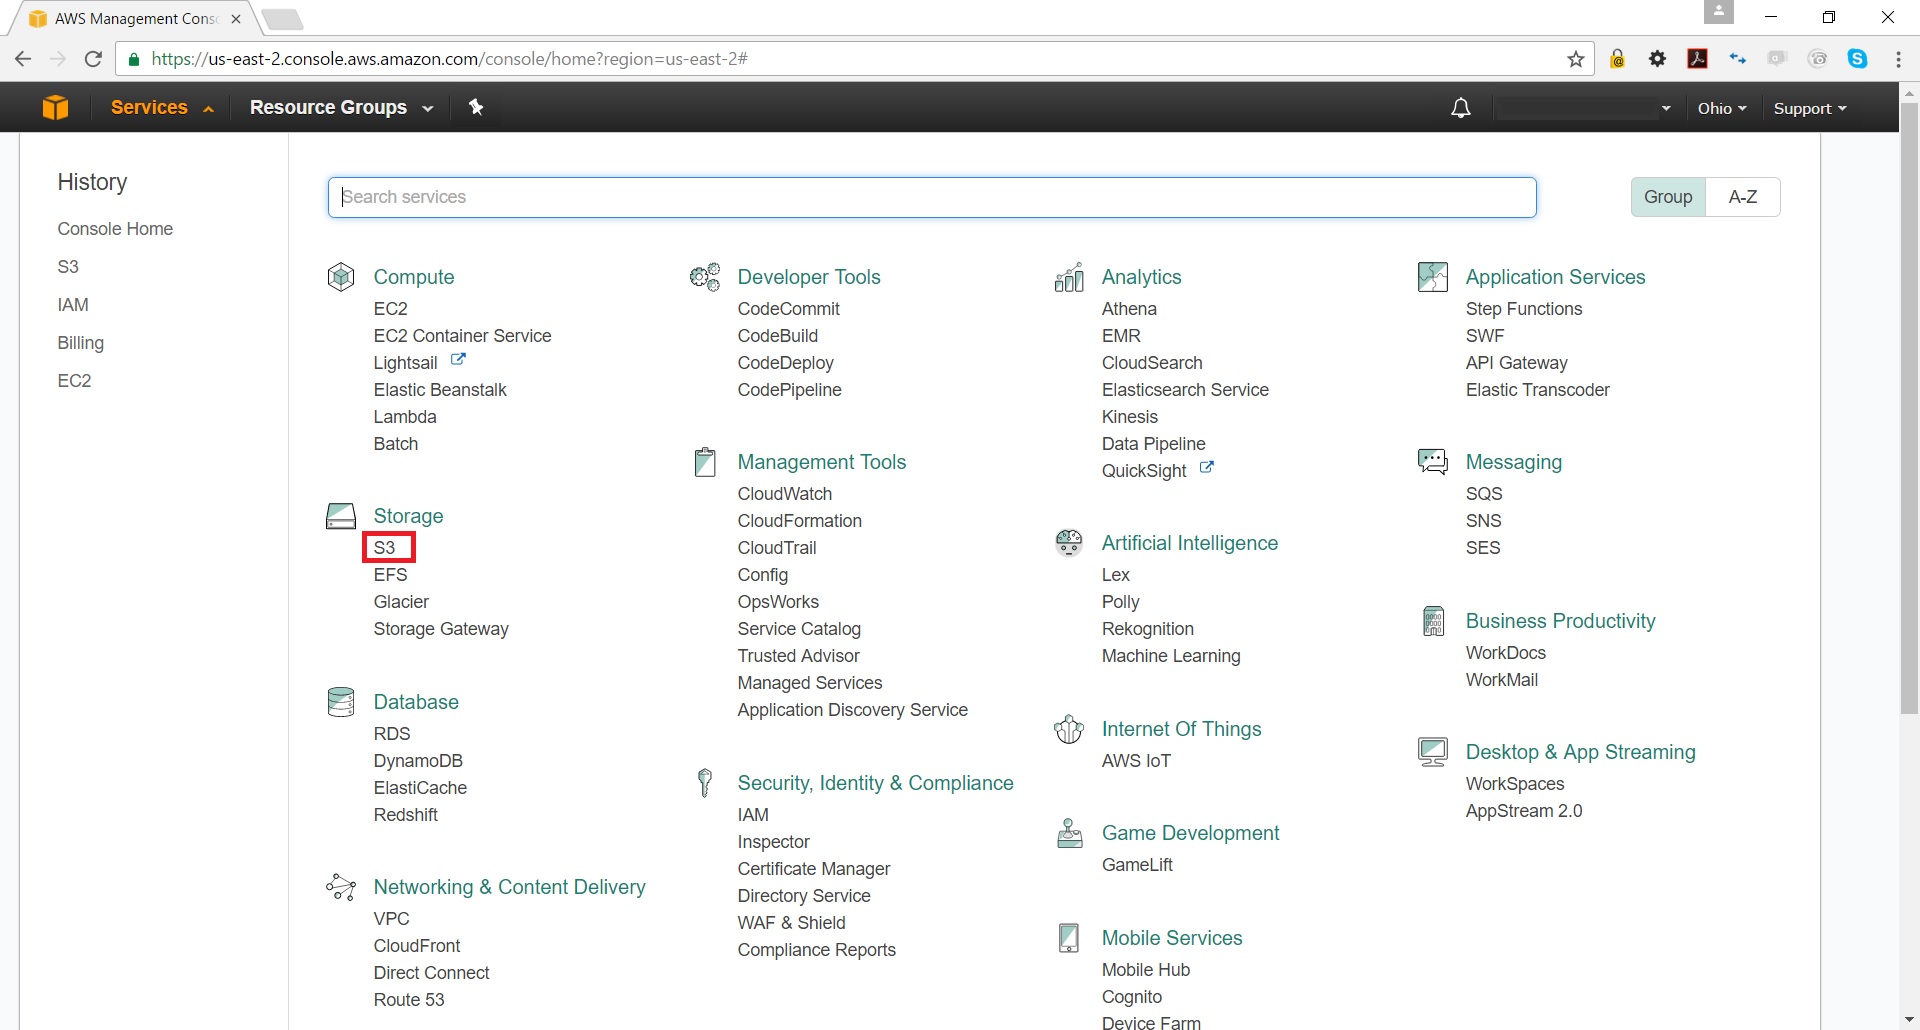 AWS Management Cons
https://us-east-2.console.aws.amazon.com/console/home?region=us-east-2#
Services
Resource Groups
Ohio
Support
History
Console Home
S3
IAM
Billing
EC2
Search services
Group
A-Z
Compute
EC2
EC2 Container Service
Lightsail
Elastic Beanstalk
Lambda
Batch
Storage
S3
EFS
Glacier
Storage Gateway
Database
RDS
DynamoDB
ElastiCache
Redshift
Networking & Content Delivery
VPC
CloudFront
Direct Connect
Route 53
Developer Tools
CodeCommit
CodeBuild
CodeDeploy
CodePipeline
Management Tools
CloudWatch
CloudFormation
CloudTrail
Config
OpsWorks
Service Catalog
Trusted Advisor
Managed Services
Application Discovery Service
Security, Identity & Compliance
IAM
Inspector
Certificate Manager
Directory Service
WAF & Shield
Compliance Reports
Analytics
Athena
EMR
CloudSearch
Elasticsearch Service
Kinesis
Data Pipeline
QuickSight
Artificial Intelligence
Lex
Polly
Rekognition
Machine Learning
Internet Of Things
AWS IoT
Game Development
GameLift
Mobile Services
Mobile Hub
Cognito
Device Farm
Application Services
Step Functions
SWF
API Gateway
Elastic Transcoder
Messaging
SQS
SNS
SES
Business Productivity
WorkDocs
WorkMail
Desktop & App Streaming
WorkSpaces
AppStream 2.0